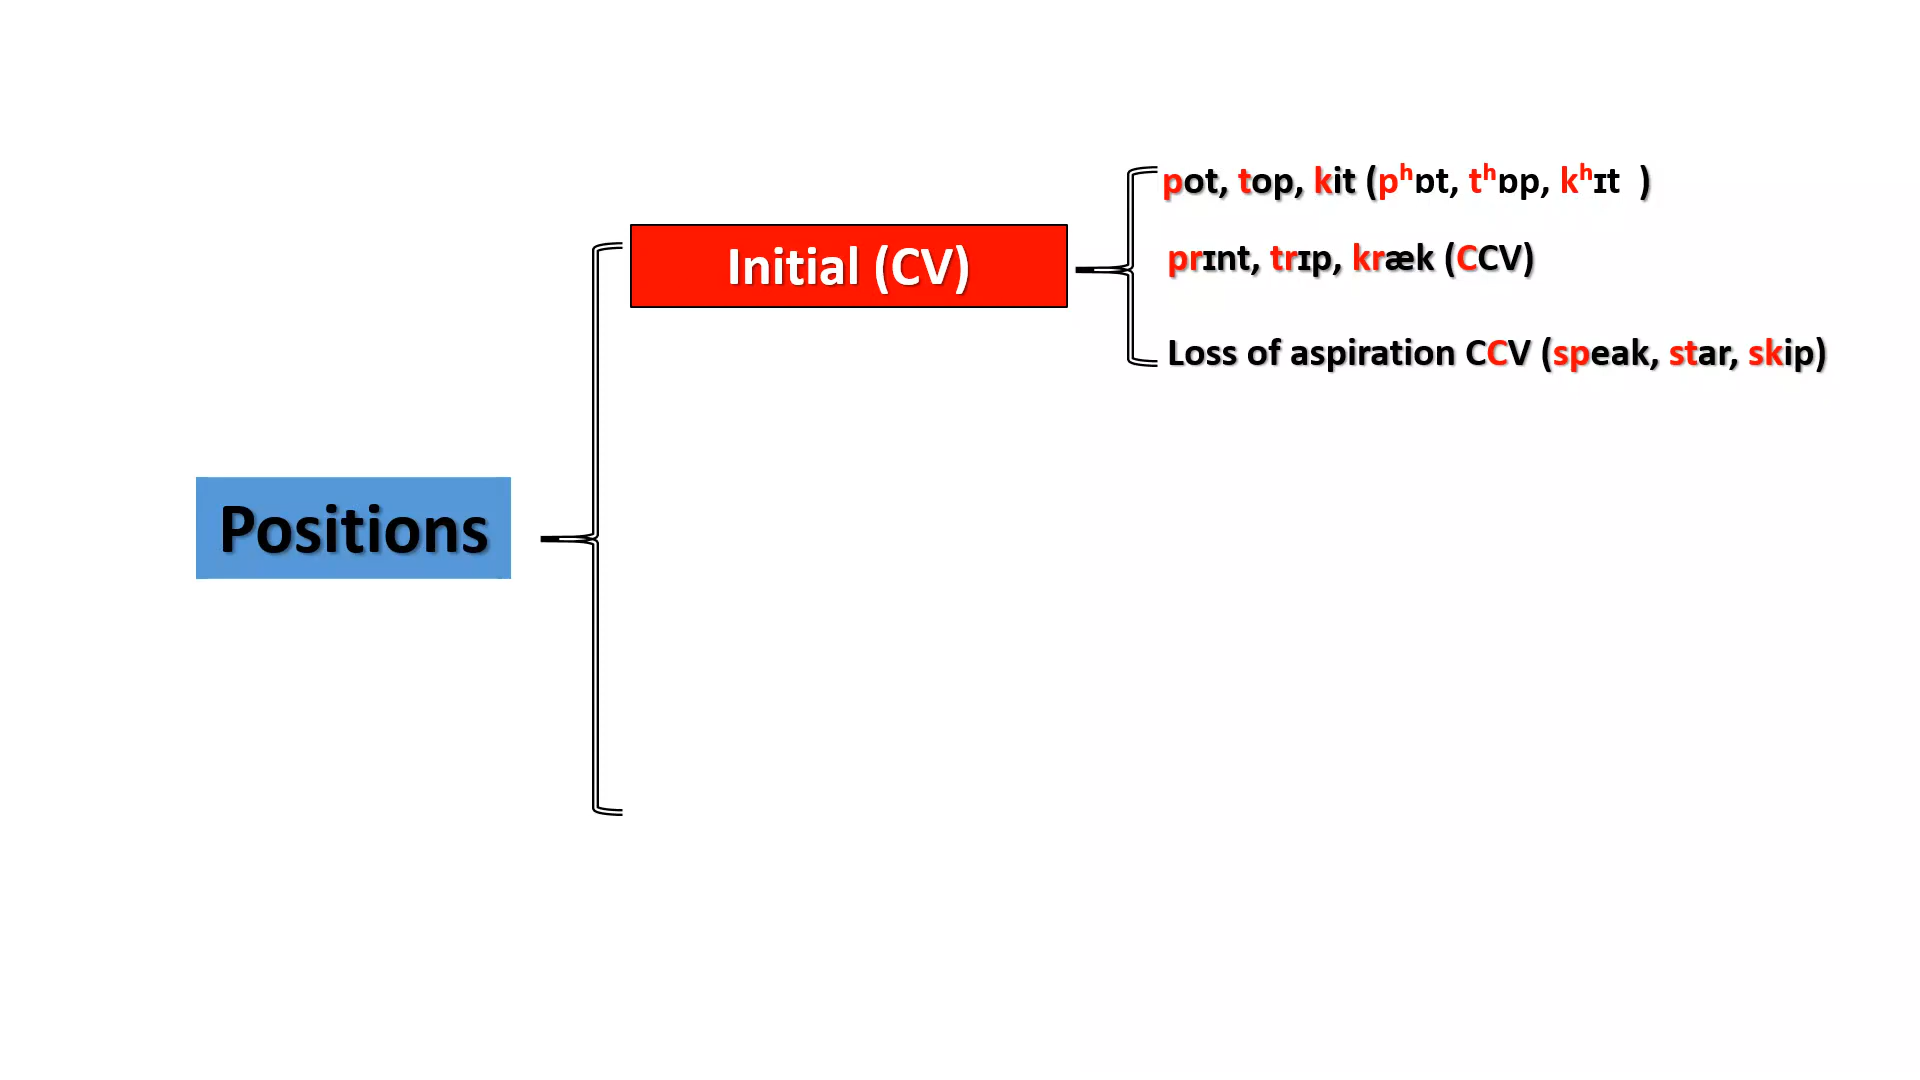 pot, top, kit (pʰɒt, tʰɒp, kʰɪt )
Initial (CV)
prɪnt, trɪp, kræk (CCV)
Loss of aspiration CCV (speak, star, skip)
Positions